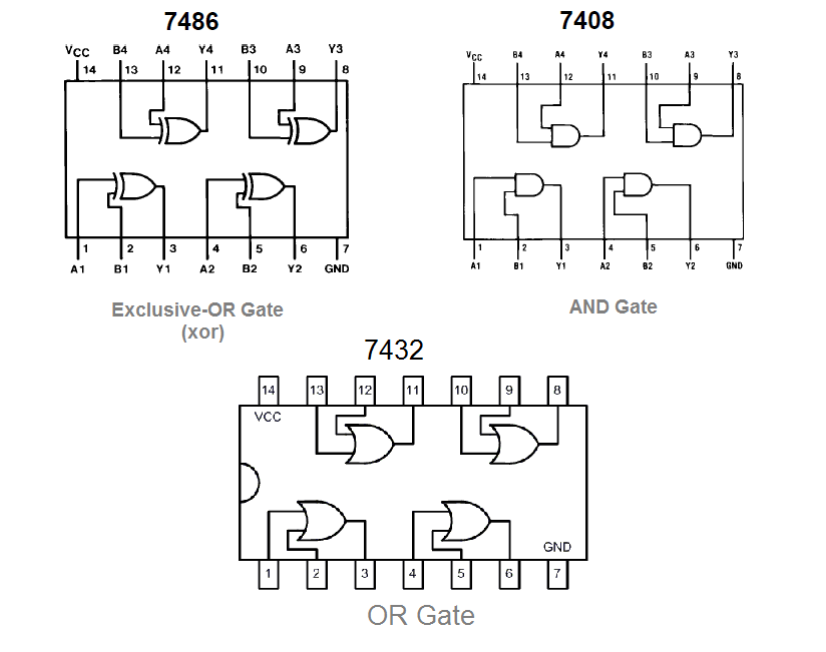 7486
VCC B4 A4 Y4 B3 A3 Y3
14 13 12 11 10 9 8
1 2 3 4 5 6 7
A1 B1 Y1 A2 B2 Y2 GND
Exclusive-OR Gate
(xor)
7408
VCC B4 A4 Y4 B3 A3 Y3
14 13 12 11 10 9 8
1 2 3 4 5 6 7
A1 B1 Y1 A2 B2 Y2 GND
AND Gate
7432
14 13 12 11 10 9 8
VCC
GND
1 2 3 4 5 6 7
OR Gate